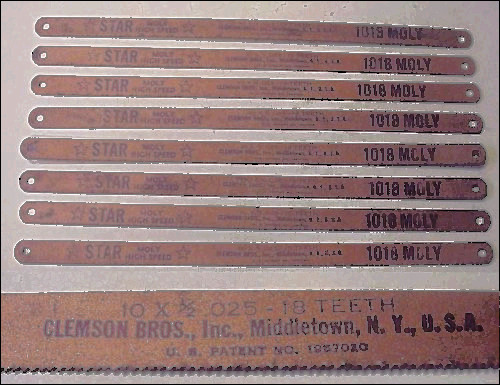 ☆ STAR MOLY HIGH SPEED ☆ 1018 MOLY
☆ STAR MOLY HIGH SPEED ☆ 1018 MOLY
☆ STAR MOLY HIGH SPEED ☆ 1018 MOLY
☆ STAR MOLY HIGH SPEED ☆ 1018 MOLY
☆ STAR MOLY HIGH SPEED ☆ 1018 MOLY
☆ STAR MOLY HIGH SPEED ☆ 1018 MOLY
☆ STAR MOLY HIGH SPEED ☆ 1018 MOLY
☆ STAR MOLY HIGH SPEED ☆ 1018 MOLY
10 X ½ .025 18 TEETH
CLEMSON BROS., Inc., Middletown, N. Y., U.S.A.
U. S. PATENT NO.